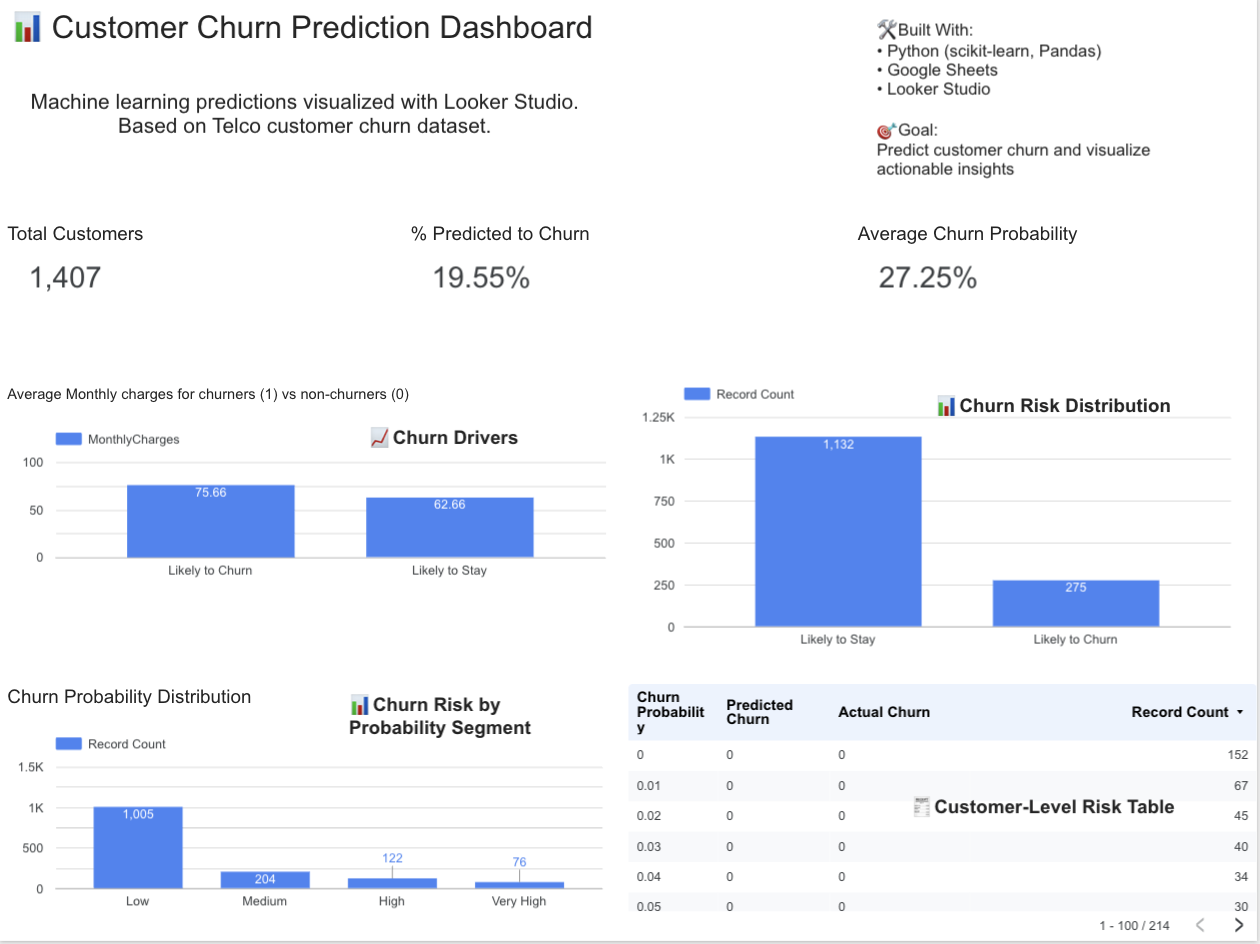 📊 Customer Churn Prediction Dashboard
Machine learning predictions visualized with Looker Studio.
Based on Telco customer churn dataset.
🛠️Built With:
• Python (scikit-learn, Pandas)
• Google Sheets
• Looker Studio
🎯Goal:
Predict customer churn and visualize
actionable insights
Total Customers
1,407
% Predicted to Churn
19.55%
Average Churn Probability
27.25%
Average Monthly charges for churners (1) vs non-churners (0)
MonthlyCharges
📈 Churn Drivers
100
50
0
75.66
62.66
Likely to Churn
Likely to Stay
Record Count
📊 Churn Risk Distribution
1.25K
1K
750
500
250
0
1,132
275
Likely to Stay
Likely to Churn
Churn Probability Distribution
📊 Churn Risk by
Probability Segment
Record Count
1.5K
1K
500
0
1,005
204
122
76
Low
Medium
High
Very High
Churn
Probabilit
y
Predicted
Churn
Actual Churn
Record Count
0 0 0 152
0.01 0 0 67
🧾 Customer-Level Risk Table
0.02 0 0 45
0.03 0 0 40
0.04 0 0 34
0.05 0 0 30
1 - 100 / 214